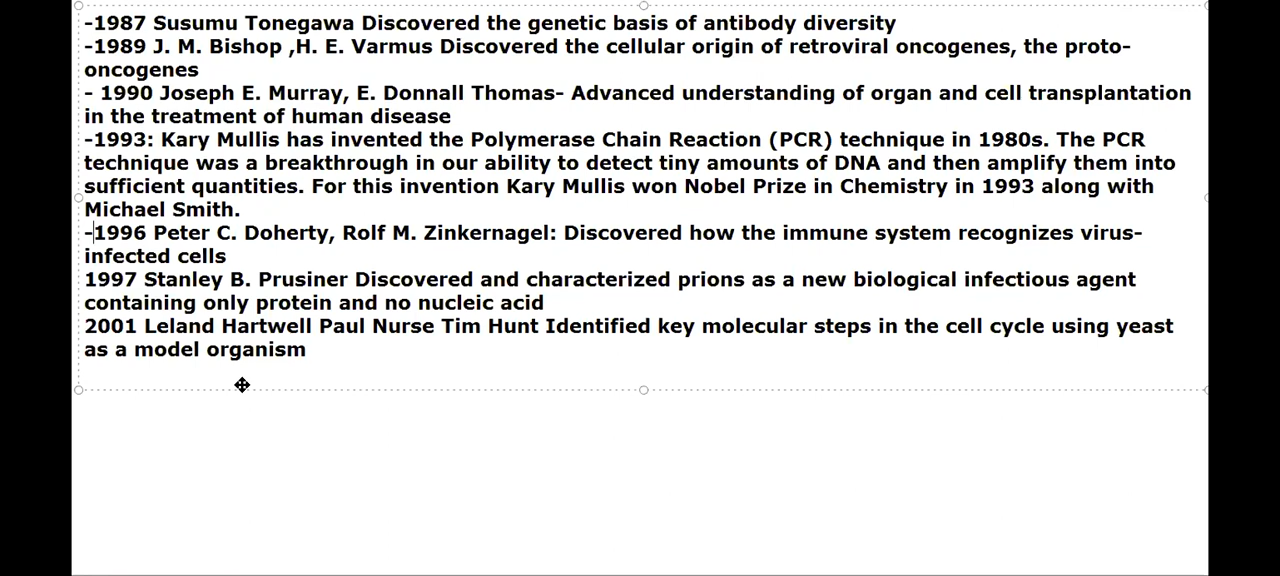 -1987 Susumu Tonegawa Discovered the genetic basis of antibody diversity
-1989 J. M. Bishop ,H. E. Varmus Discovered the cellular origin of retroviral oncogenes, the proto-
oncogenes
- 1990 Joseph E. Murray, E. Donnall Thomas- Advanced understanding of organ and cell transplantation
in the treatment of human disease
-1993: Kary Mullis has invented the Polymerase Chain Reaction (PCR) technique in 1980s. The PCR
technique was a breakthrough in our ability to detect tiny amounts of DNA and then amplify them into
sufficient quantities. For this invention Kary Mullis won Nobel Prize in Chemistry in 1993 along with
Michael Smith.
-1996 Peter C. Doherty, Rolf M. Zinkernagel: Discovered how the immune system recognizes virus-
infected cells
1997 Stanley B. Prusiner Discovered and characterized prions as a new biological infectious agent
containing only protein and no nucleic acid
2001 Leland Hartwell Paul Nurse Tim Hunt Identified key molecular steps in the cell cycle using yeast
as a model organism